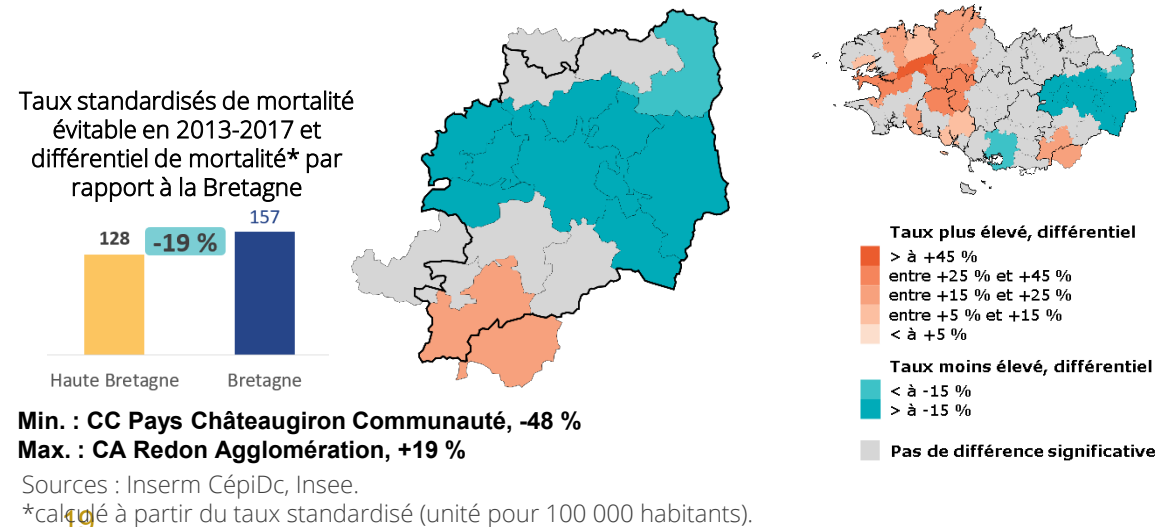 Taux standardisés de mortalité
évitable en 2013-2017 et
différentiel de mortalité* par
rapport à la Bretagne
128
-19 %
157
Haute Bretagne
Bretagne
Min. : CC Pays Châteaugiron Communauté, -48 %
Max. : CA Redon Agglomération, +19 %
Sources : Inserm CépiDc, Insee.
*calculé à partir du taux standardisé (unité pour 100 000 habitants).
19
Taux plus élevé, différentiel
> à +45 %
entre +25 % et +45 %
entre +15 % et +25 %
entre +5 % et +15 %
< à +5 %
Taux moins élevé, différentiel
< à -15 %
> à -15 %
Pas de différence significative